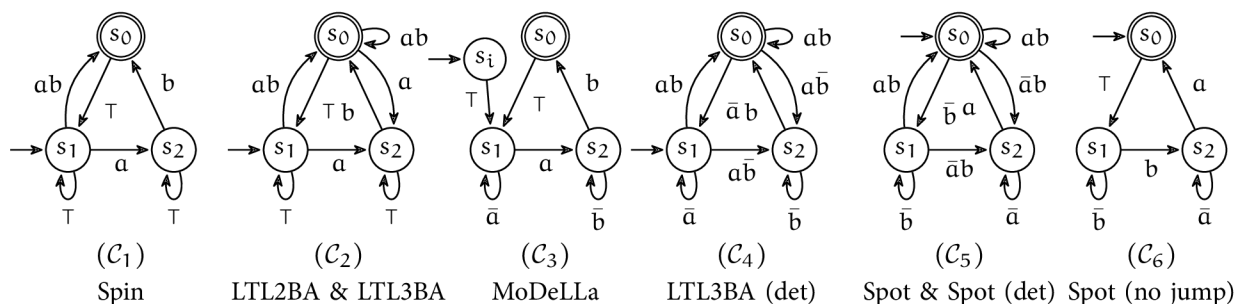 s₀ s₀ ab sᵢ s₀ s₀ ab s₀ ab s₀
ab b ab a b ab ab̄ ab āb ⊤ a
⊤ ⊤ b ⊤ ⊤ ā b b̄ a
s₁ a s₂ s₁ a s₂ s₁ a s₂ s₁ ab̄ s₂ s₁ āb s₂ s₁ b s₂
⊤ ⊤ ⊤ ⊤ ā b̄ ā b̄ b̄ ā b̄ ā
(𝒞₁) (𝒞₂) (𝒞₃) (𝒞₄) (𝒞₅) (𝒞₆)
Spin LTL2BA & LTL3BA MoDeLLa LTL3BA (det) Spot & Spot (det) Spot (no jump)